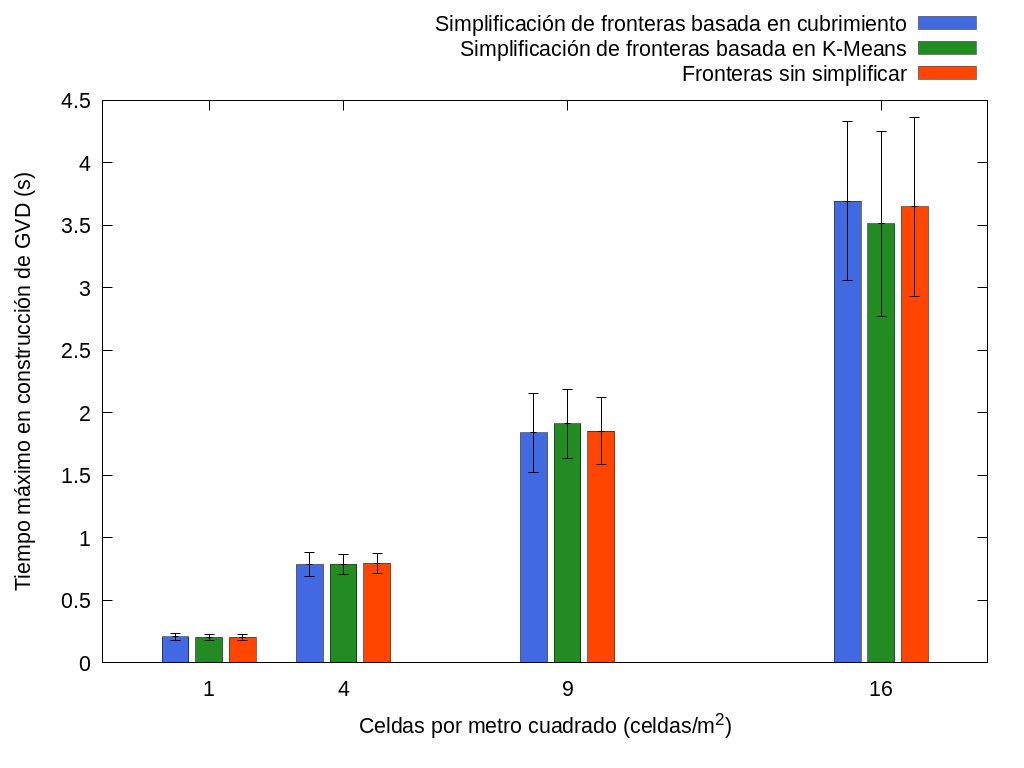 Simplificación de fronteras basada en cubrimiento
Simplificación de fronteras basada en K-Means
Fronteras sin simplificar
4.5
4
3.5
3
2.5
2
1.5
1
0.5
0
Tiempo máximo en construcción de GVD (s)
1 4 9 16
Celdas por metro cuadrado (celdas/m²)